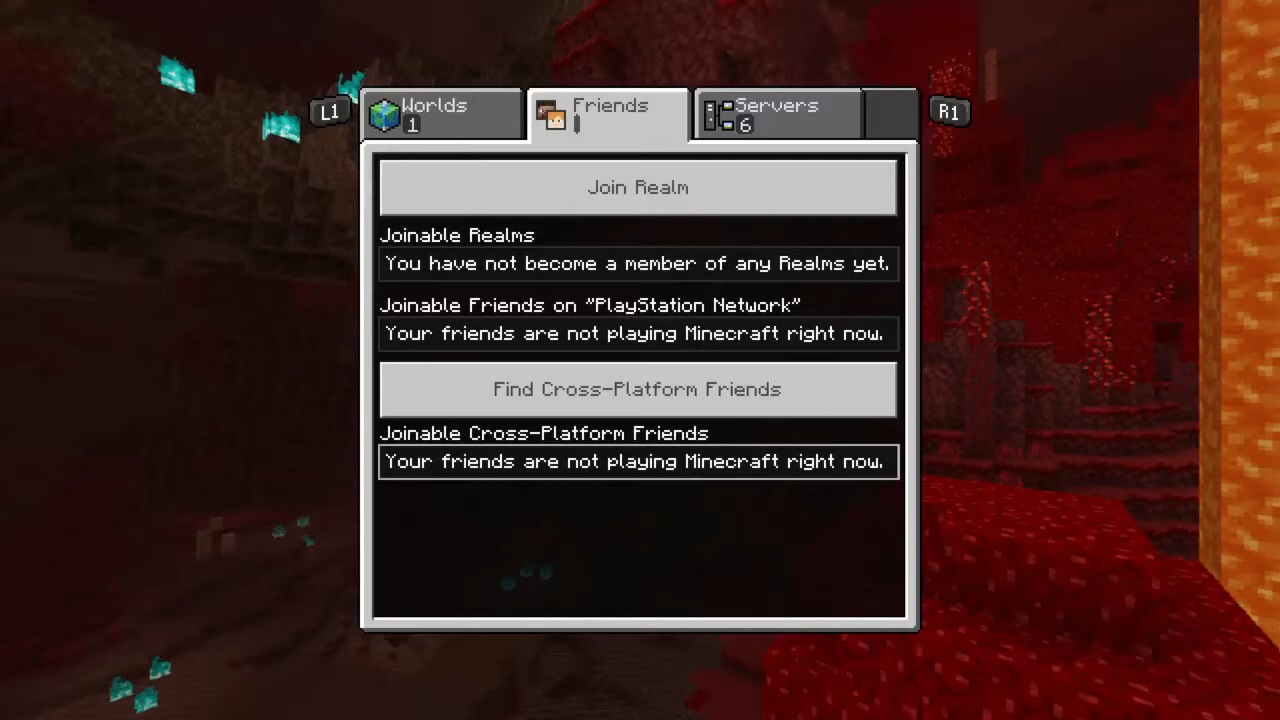 L1
Worlds
1
Friends
Servers
6
R1
Join Realm
Joinable Realms
You have not become a member of any Realms yet.
Joinable Friends on "PlayStation Network"
Your friends are not playing Minecraft right now.
Find Cross-Platform Friends
Joinable Cross-Platform Friends
Your friends are not playing Minecraft right now.